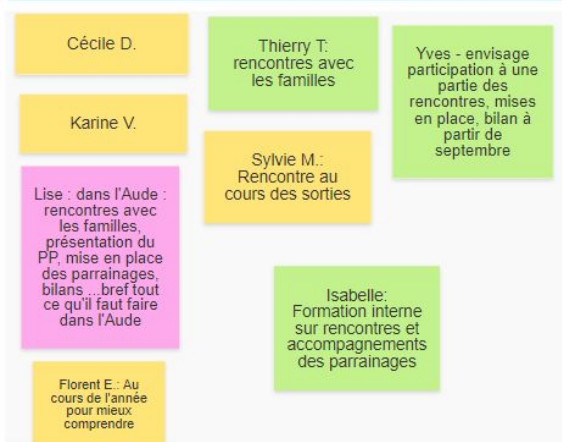 Cécile D.
Karine V.
Lise : dans l'Aude :
rencontres avec
les familles,
présentation du
PP, mise en place
des parrainages,
bilans ...bref tout
ce qu'il faut faire
dans l'Aude
Florent E.: Au
cours de l'année
pour mieux
comprendre
Thierry T:
rencontres avec
les familles
Sylvie M.:
Rencontre au
cours des sorties
Yves - envisage
participation à une
partie des
rencontres, mises
en place, bilan à
partir de
septembre
Isabelle:
Formation interne
sur rencontres et
accompagnements
des parrainages